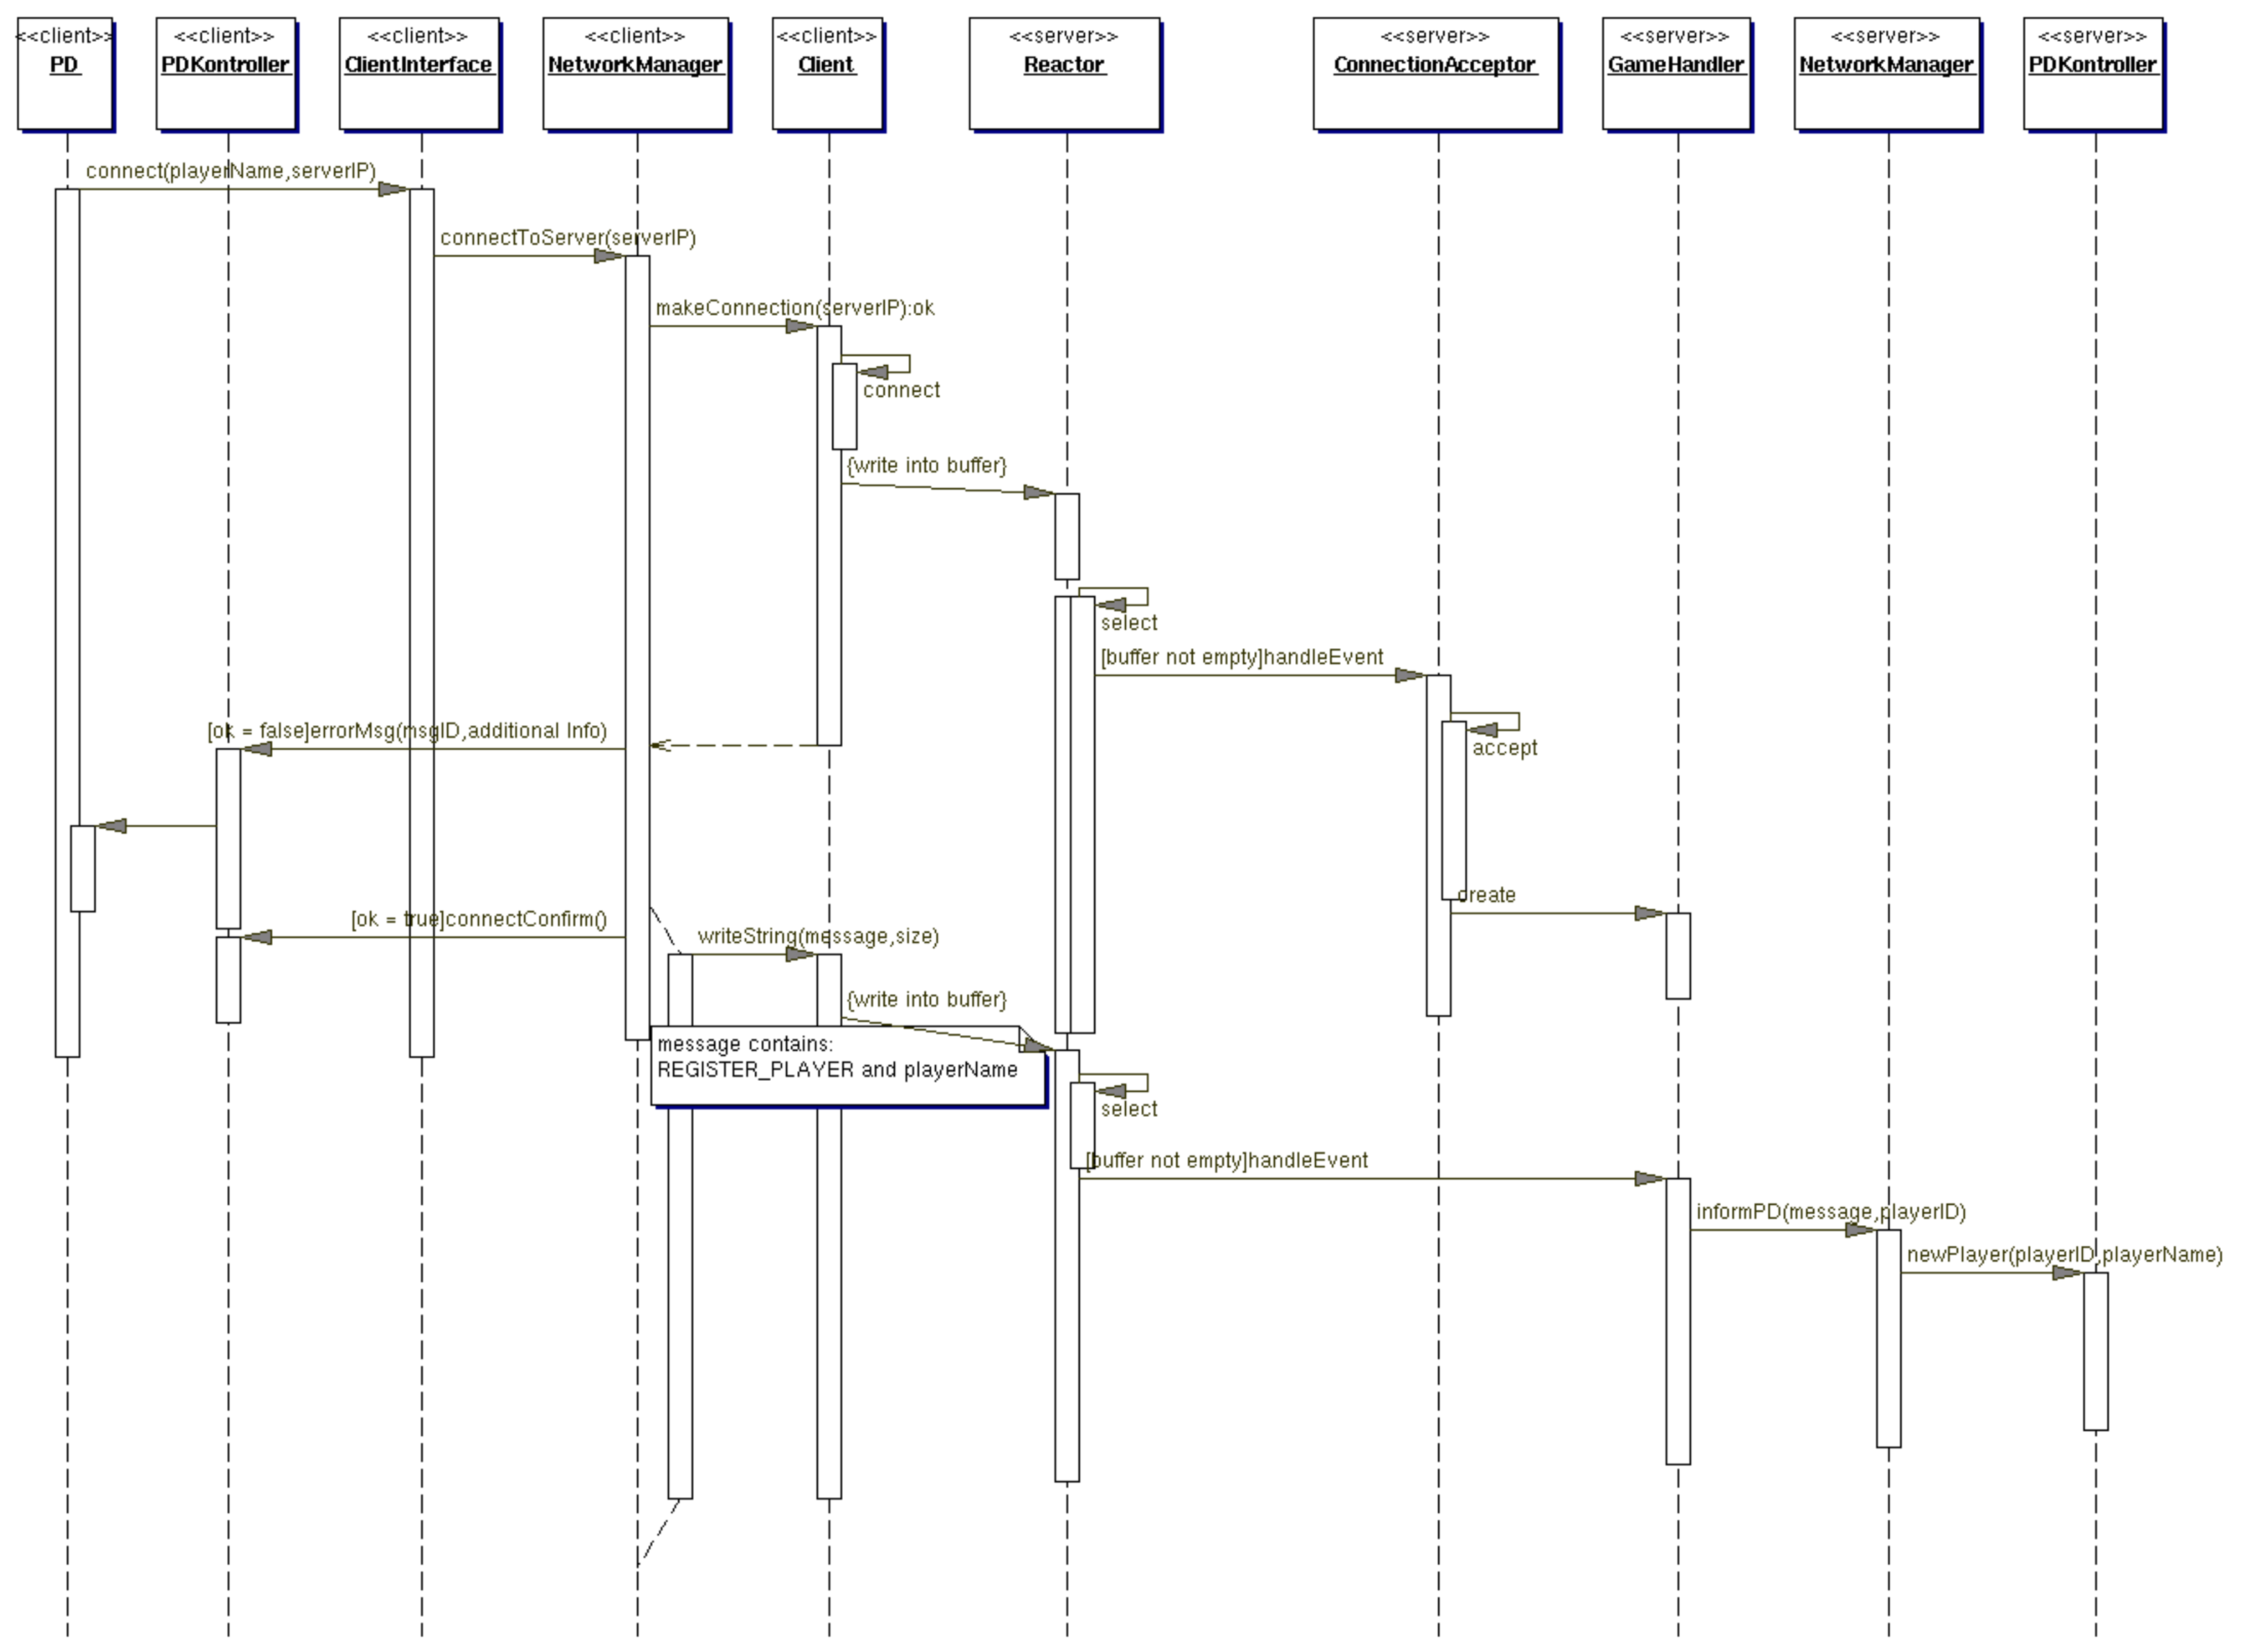 <<client>>
PD
<<client>>
PDKontroller
<<client>>
ClientInterface
<<client>>
NetworkManager
<<client>>
Client
<<server>>
Reactor
<<server>>
ConnectionAcceptor
<<server>>
GameHandler
<<server>>
NetworkManager
<<server>>
PDKontroller
connect(playerName,serverIP)
connectToServer(serverIP)
makeConnection(serverIP):ok
connect
{write into buffer}
select
[buffer not empty]handleEvent
[ok = false]errorMsg(msgID,additional Info)
accept
create
[ok = true]connectConfirm()
writeString(message,size)
{write into buffer}
message contains:
REGISTER_PLAYER and playerName
select
[buffer not empty]handleEvent
informPD(message,playerID)
newPlayer(playerID,playerName)